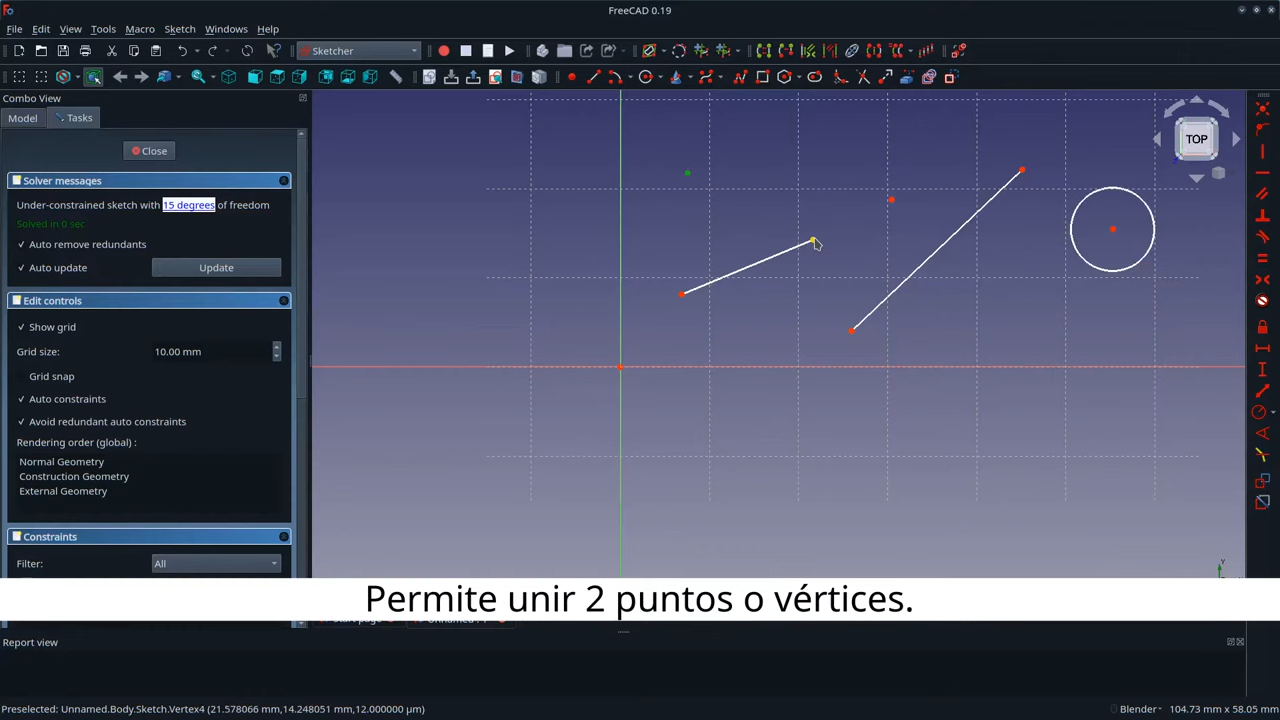 FreeCAD 0.19
File Edit View Tools Macro Sketch Windows Help
Sketcher
Combo View
Model Tasks
Close
Solver messages
Under-constrained sketch with 15 degrees of freedom
Solved in 0 sec
Auto remove redundants
Auto update Update
Edit controls
Show grid
Grid size: 10.00 mm
Grid snap
Auto constraints
Avoid redundant auto constraints
Rendering order (global) :
Normal Geometry
Construction Geometry
External Geometry
Constraints
Filter: All
TOP
Y
Permite unir 2 puntos o vértices.
Report view
Preselected: Unnamed.Body.Sketch.Vertex4 (21.578066 mm,14.248051 mm,12.000000 µm)
Blender 104.73 mm × 58.05 mm